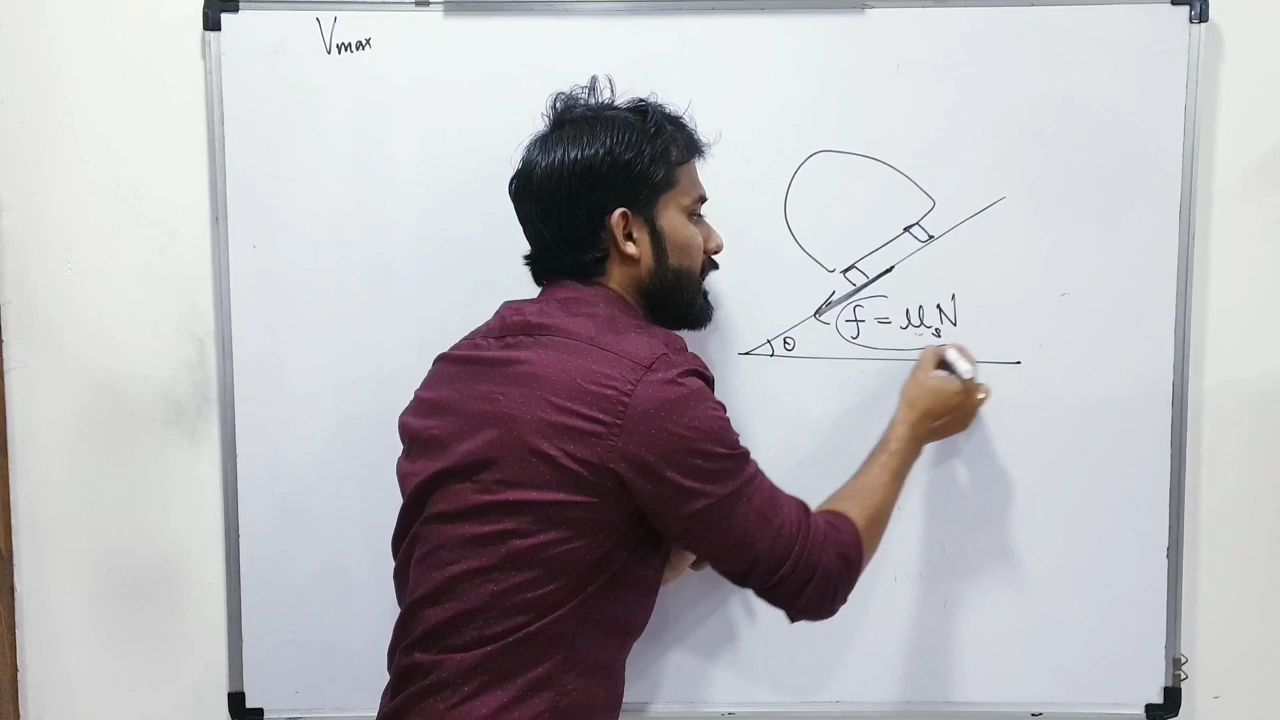 Vmax
f = μsN
θ